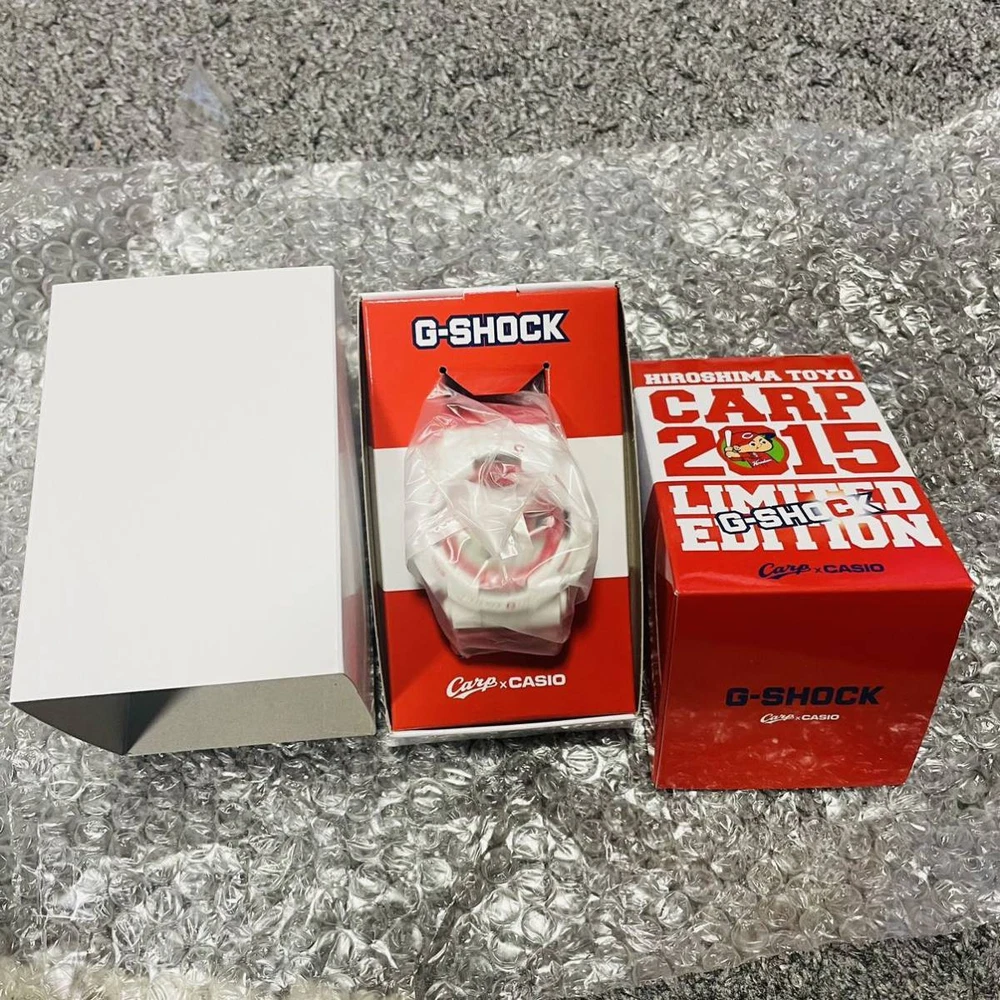 G-SHOCK
C
Carp×CASIO
HIROSHIMA TOYO
CARP
2015
LIMITED
G-SHOCK
EDITION
Carp×CASIO
G-SHOCK
Carp×CASIO